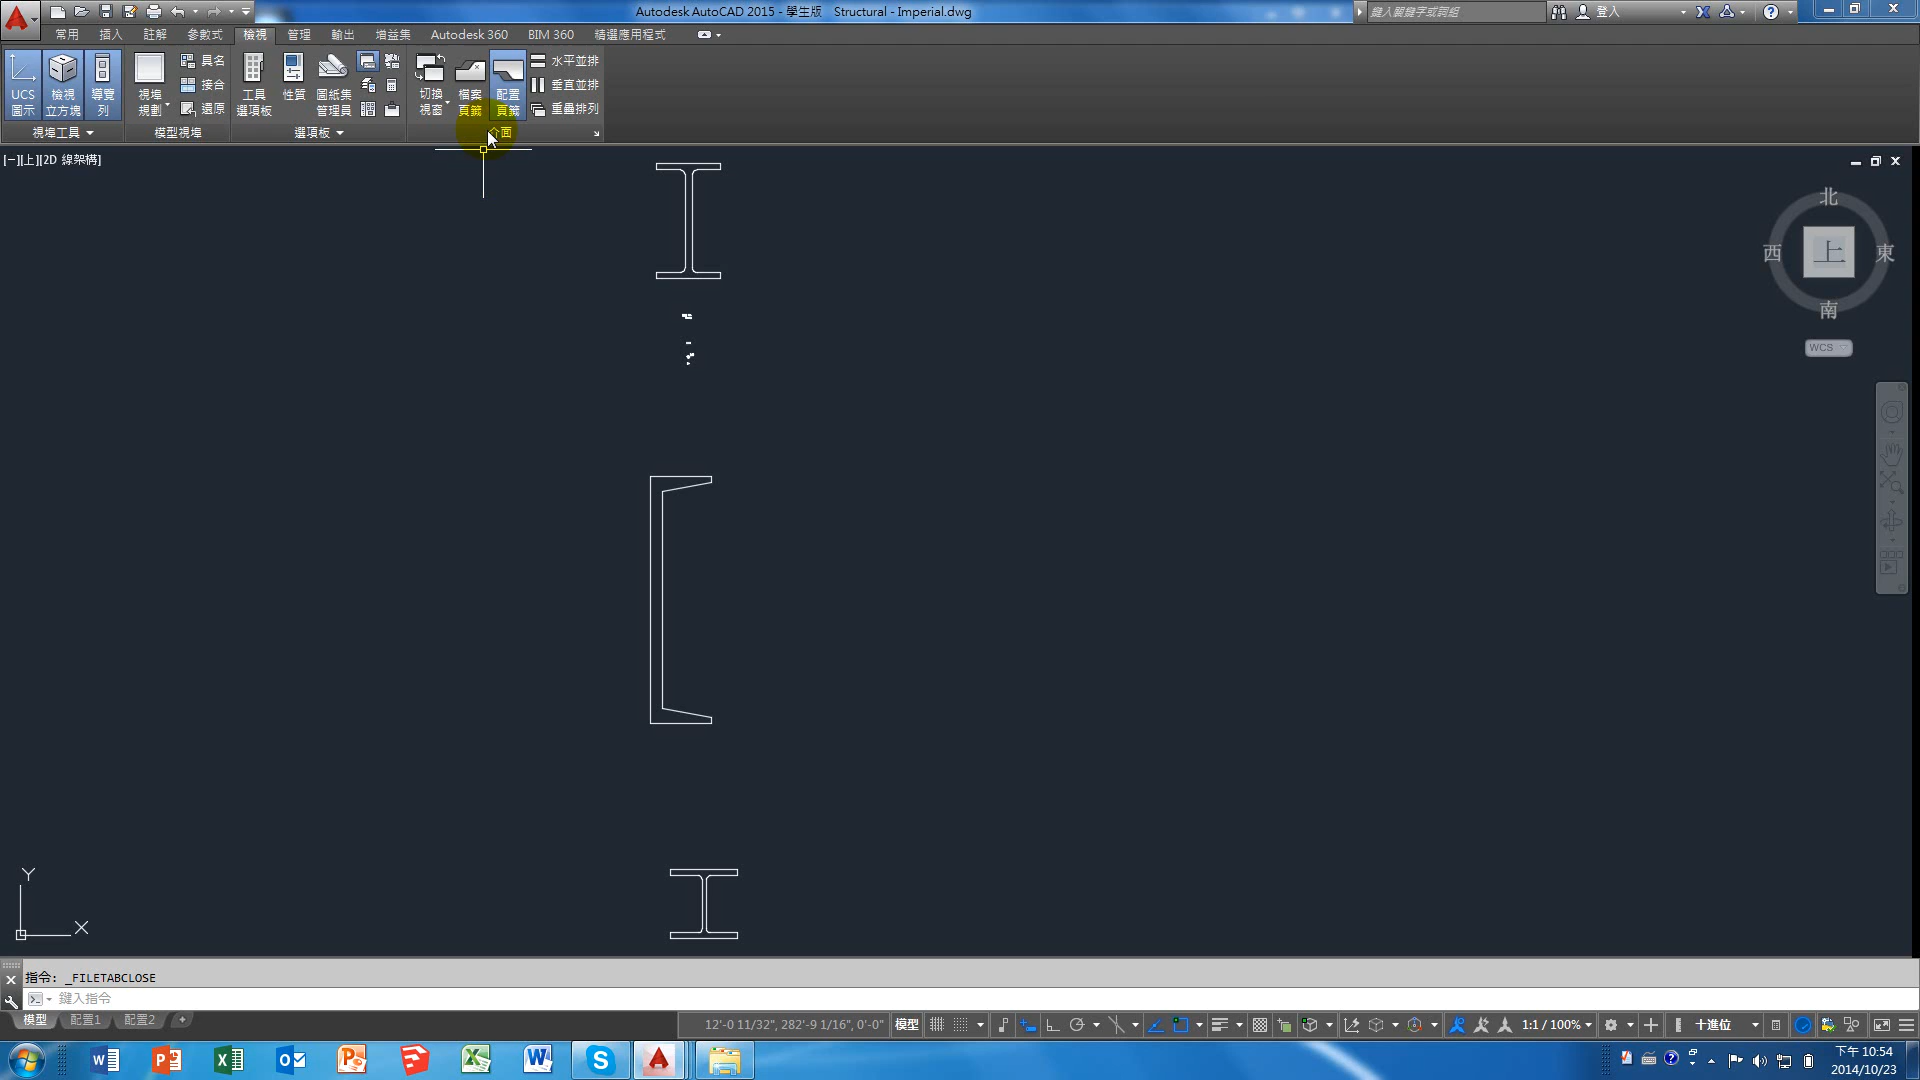 Autodesk AutoCAD 2015 - 學生版 Structural - Imperial.dwg
鍵入關鍵字或詞組
登入
常用 插入 註解 參數式 檢視 管理 輸出 增益集 Autodesk 360 BIM 360 精選應用程式
UCS 圖示
檢視 立方塊
導覽 列
視埠 規劃
具名
接合
還原
工具 選項板
性質
圖紙集 管理員
切換 視窗
檔案 頁籤
配置 頁籤
水平並排
垂直並排
重疊排列
視埠工具
模型視埠
選項板
介面
[−][上][2D 線架構]
北
西
上
東
南
WCS
Y
X
指令: _FILETABCLOSE
鍵入指令
模型 配置1 配置2
12'-0 11/32", 282'-9 1/16", 0'-0"
模型
1:1 / 100%
十進位
下午 10:54
2014/10/23